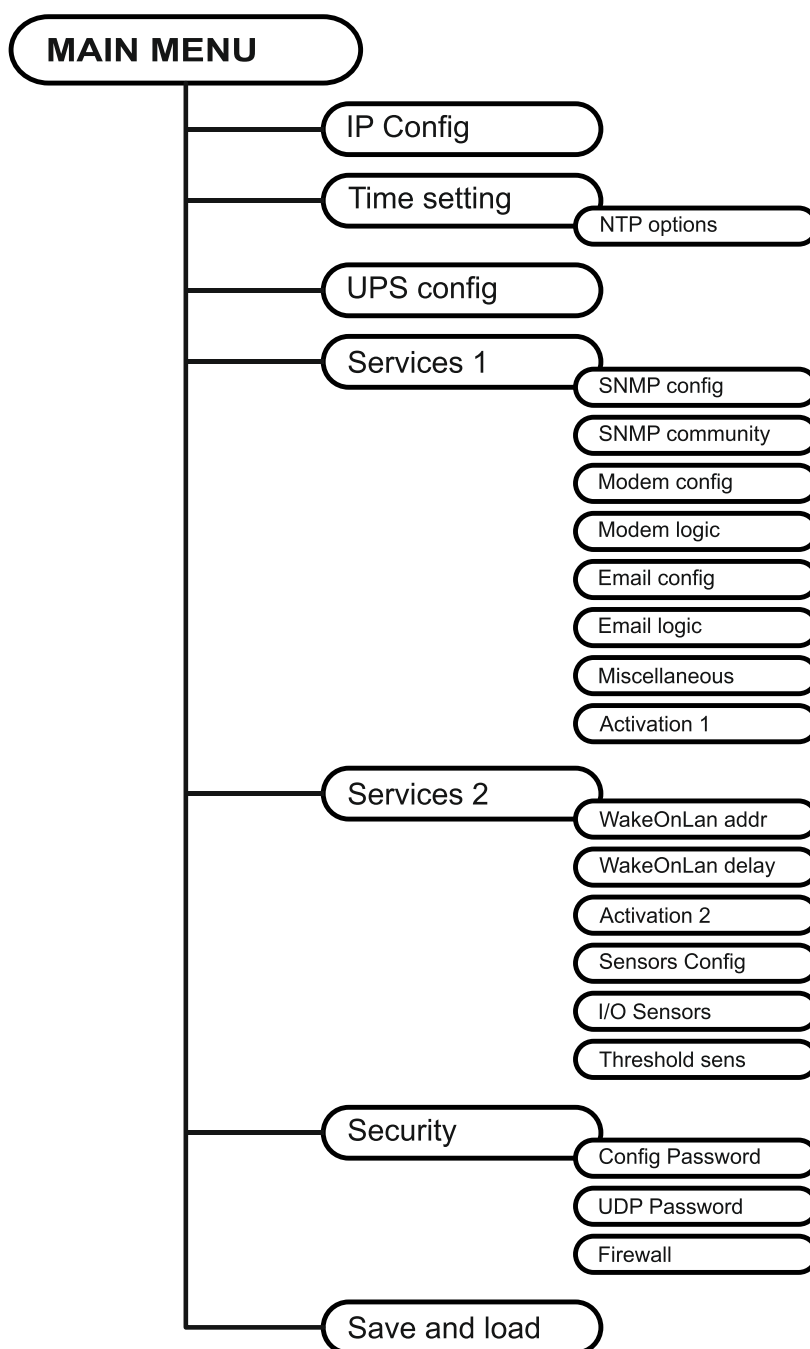 MAIN MENU
IP Config
Time setting
NTP options
UPS config
Services 1
SNMP config
SNMP community
Modem config
Modem logic
Email config
Email logic
Miscellaneous
Activation 1
Services 2
WakeOnLan addr
WakeOnLan delay
Activation 2
Sensors Config
I/O Sensors
Threshold sens
Security
Config Password
UDP Password
Firewall
Save and load